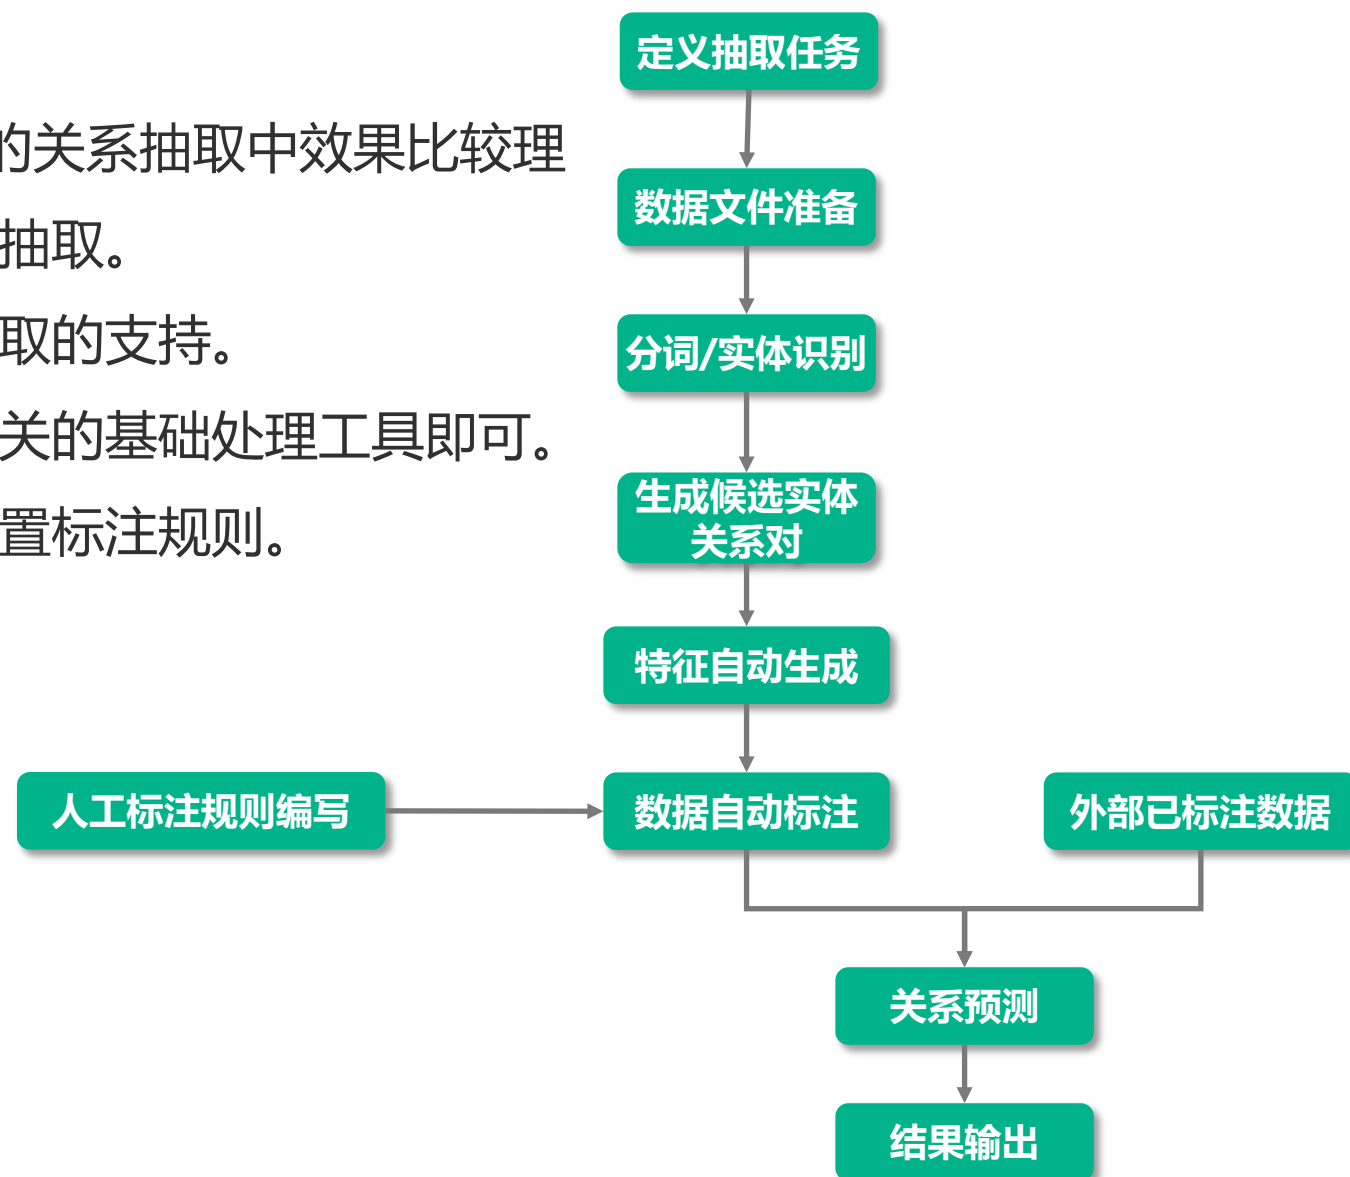 的关系抽取中效果比较理
抽取。
取的支持。
关的基础处理工具即可。
置标注规则。
定义抽取任务
数据文件准备
分词/实体识别
生成候选实体
关系对
特征自动生成
人工标注规则编写
数据自动标注
外部已标注数据
关系预测
结果输出